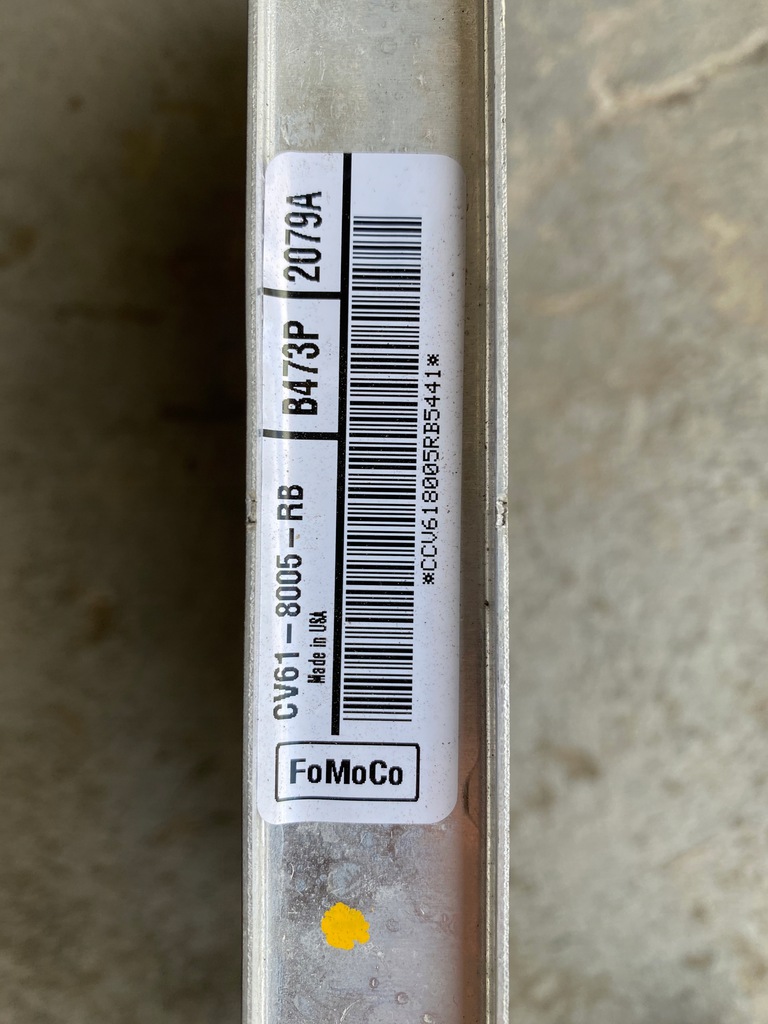 CV61-8005-RB
B473P
2079A
Made in USA
*CCV618005RB5441*
FoMoCo